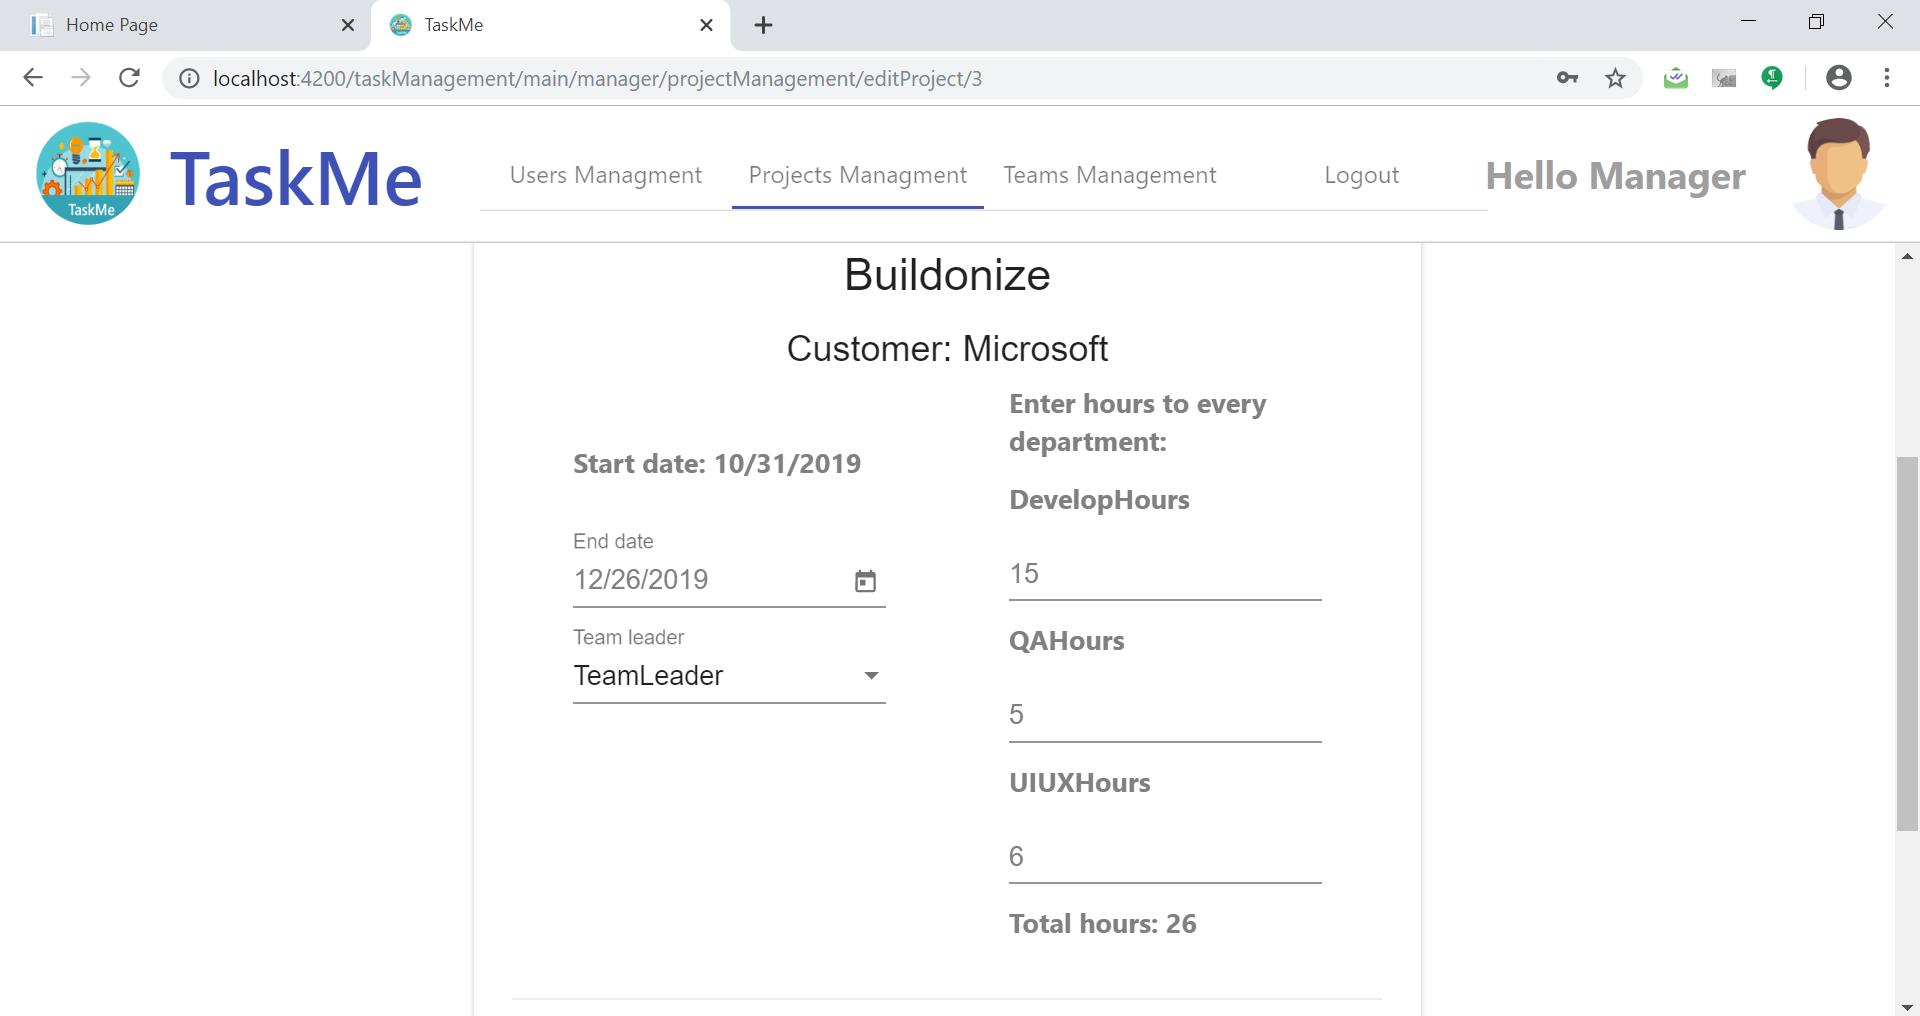 Home Page
TaskMe
localhost:4200/taskManagement/main/manager/projectManagement/editProject/3
TaskMe
TaskMe
Users Managment
Projects Managment
Teams Management
Logout
Hello Manager
Buildonize
Customer: Microsoft
Start date: 10/31/2019
End date
12/26/2019
Team leader
TeamLeader
Enter hours to every
department:
DevelopHours
15
QAHours
5
UIUXHours
6
Total hours: 26